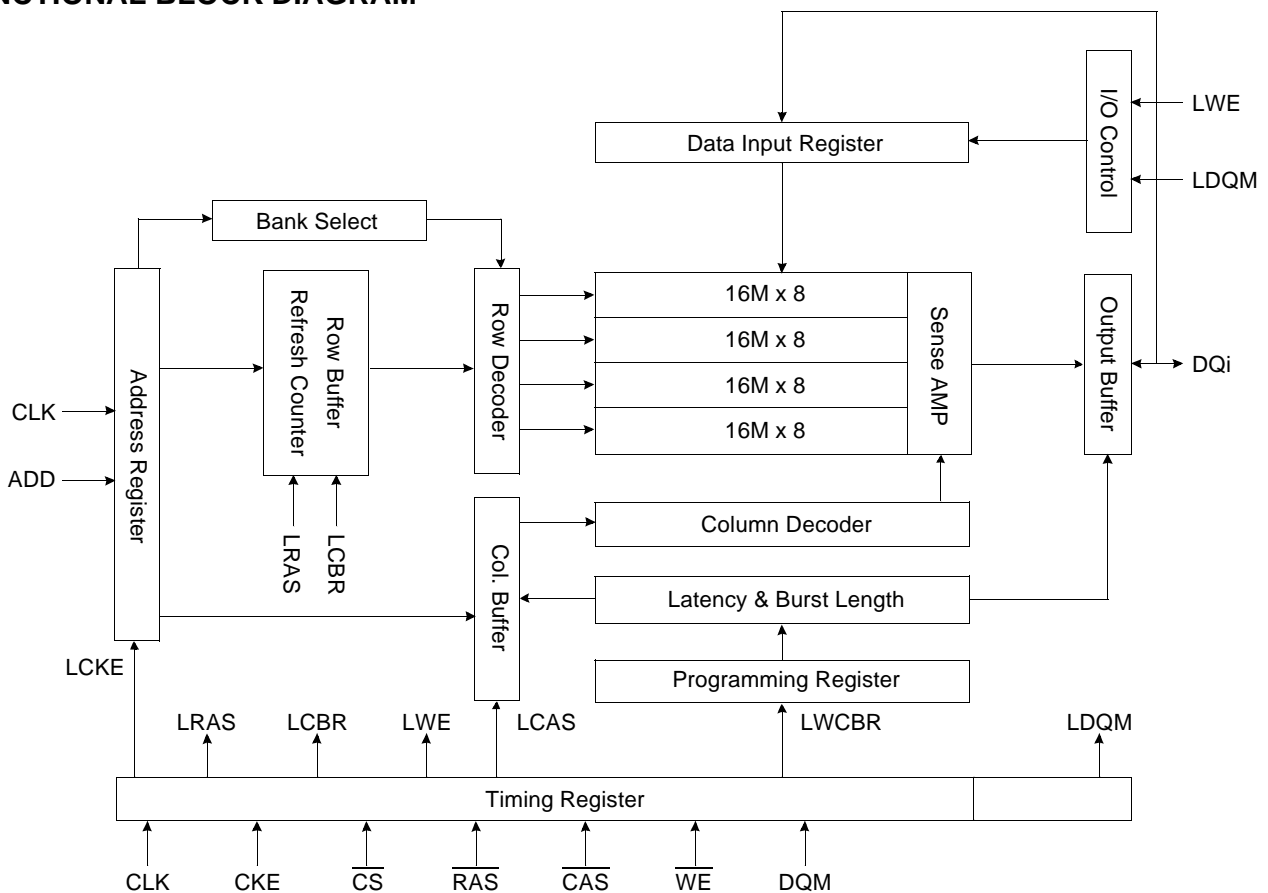 NCTIONAL BLOCK DIAGRAM
I/O Control
LWE
Data Input Register
LDQM
Bank Select
Address Register
Row Buffer
Refresh Counter
Row Decoder
16M x 8
16M x 8
16M x 8
16M x 8
Sense AMP
Output Buffer
DQi
CLK
ADD
LRAS
LCBR
Col. Buffer
Column Decoder
Latency & Burst Length
Programming Register
LCKE
LRAS
LCBR
LWE
LCAS
LWCBR
LDQM
Timing Register
CLK
CKE
CS
RAS
CAS
WE
DQM